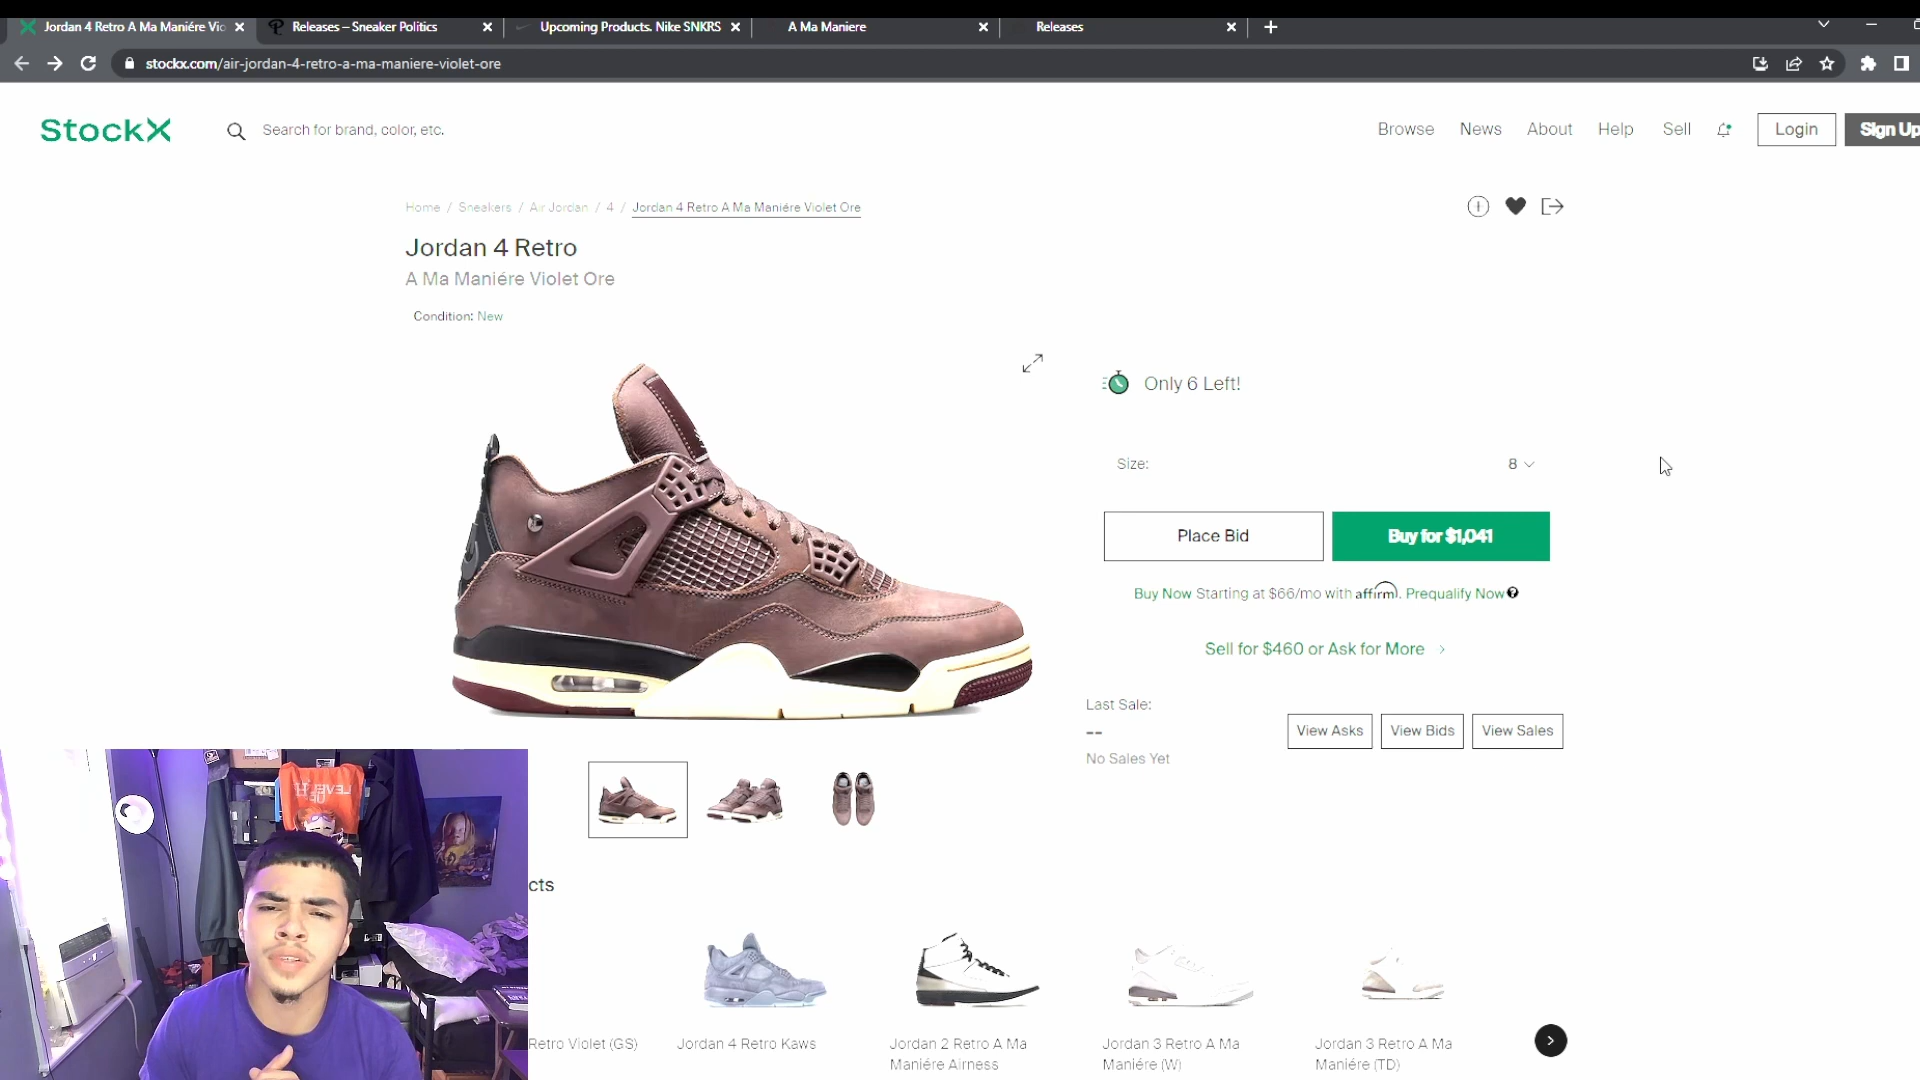 Jordan 4 Retro A Ma Maniére Vio
Releases – Sneaker Politics
Upcoming Products. Nike SNKRS
A Ma Maniere
Releases
stockx.com/air-jordan-4-retro-a-ma-maniere-violet-ore
StockX
Search for brand, color, etc.
Browse
News
About
Help
Sell
Login
Sign Up
Home / Sneakers / Air Jordan / 4 / Jordan 4 Retro A Ma Maniére Violet Ore
Jordan 4 Retro
A Ma Maniére Violet Ore
Condition: New
Only 6 Left!
Size:
8
Place Bid
Buy for $1,041
Buy Now Starting at $66/mo with affirm. Prequalify Now
Sell for $460 or Ask for More
Last Sale:
--
No Sales Yet
View Asks
View Bids
View Sales
cts
Retro Violet (GS)
Jordan 4 Retro Kaws
Jordan 2 Retro A Ma
Maniére Airness
Jordan 3 Retro A Ma
Maniére (W)
Jordan 3 Retro A Ma
Maniére (TD)